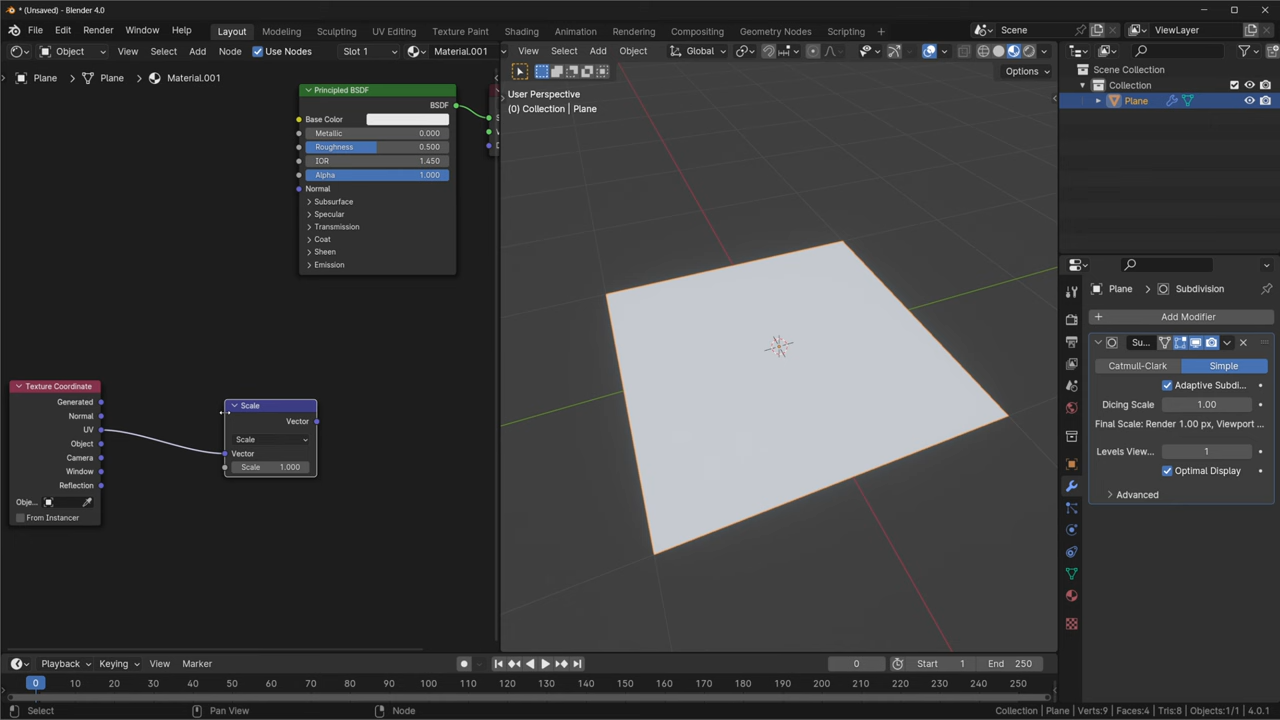 * (Unsaved) - Blender 4.0
File Edit Render Window Help Layout Modeling Sculpting UV Editing Texture Paint Shading Animation Rendering Compositing Geometry Nodes Scripting Scene ViewLayer
Object View Select Add Node Use Nodes Slot 1 Material.001 View Select Add Object Global
Plane Plane Material.001
Options
User Perspective
(0) Collection | Plane
Scene Collection
Collection
Plane
Principled BSDF
BSDF
Base Color
Metallic 0.000
Roughness 0.500
IOR 1.450
Alpha 1.000
Normal
Subsurface
Specular
Transmission
Coat
Sheen
Emission
Texture Coordinate
Generated
Normal
UV
Object
Camera
Window
Reflection
Obje...
From Instancer
Scale
Vector
Scale
Vector
Scale 1.000
Plane Subdivision
Add Modifier
Su...
Catmull-Clark Simple
Adaptive Subdi...
Dicing Scale 1.00
Final Scale: Render 1.00 px, Viewport ...
Levels View... 1
Optimal Display
Advanced
Playback Keying View Marker 0 Start 1 End 250
0 10 20 30 40 50 60 70 80 90 100 110 120 130 140 150 160 170 180 190 200 210 220 230 240 250
Select Pan View Node Collection | Plane | Verts:9 | Faces:4 | Tris:8 | Objects:1/1 | 4.0.1